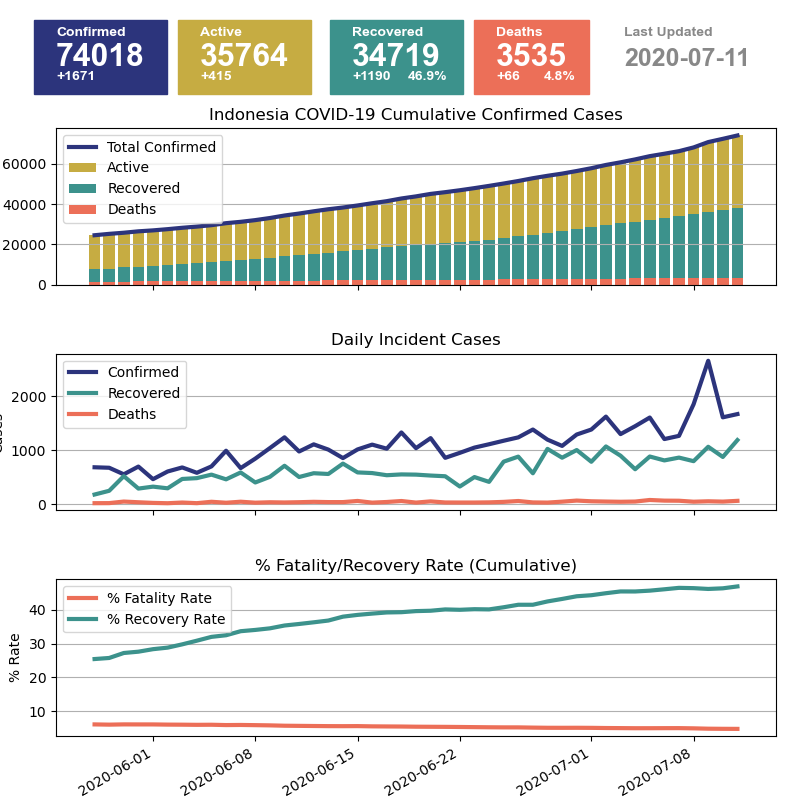 Confirmed
74018
+1671
Active
35764
+415
Recovered
34719
+1190 46.9%
Deaths
3535
+66 4.8%
Last Updated
2020-07-11
Indonesia COVID-19 Cumulative Confirmed Cases
Total Confirmed
Active
Recovered
Deaths
60000
40000
20000
0
Daily Incident Cases
Confirmed
Recovered
Deaths
2000
1000
0
% Fatality/Recovery Rate (Cumulative)
% Fatality Rate
% Recovery Rate
% Rate
40
30
20
10
2020-06-01
2020-06-08
2020-06-15
2020-06-22
2020-07-01
2020-07-08